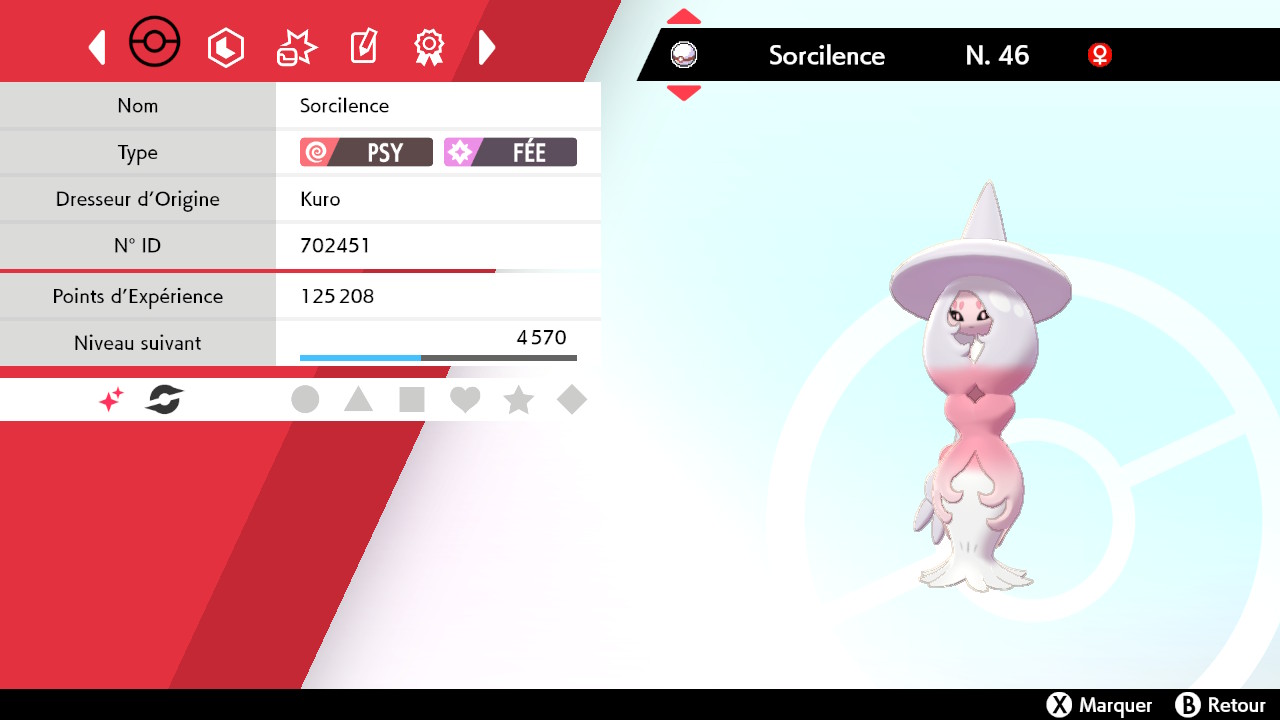 Sorcilence N. 46
Nom Sorcilence
Type PSY FÉE
Dresseur d'Origine Kuro
N° ID 702451
Points d'Expérience 125 208
Niveau suivant 4 570
X Marquer B Retour